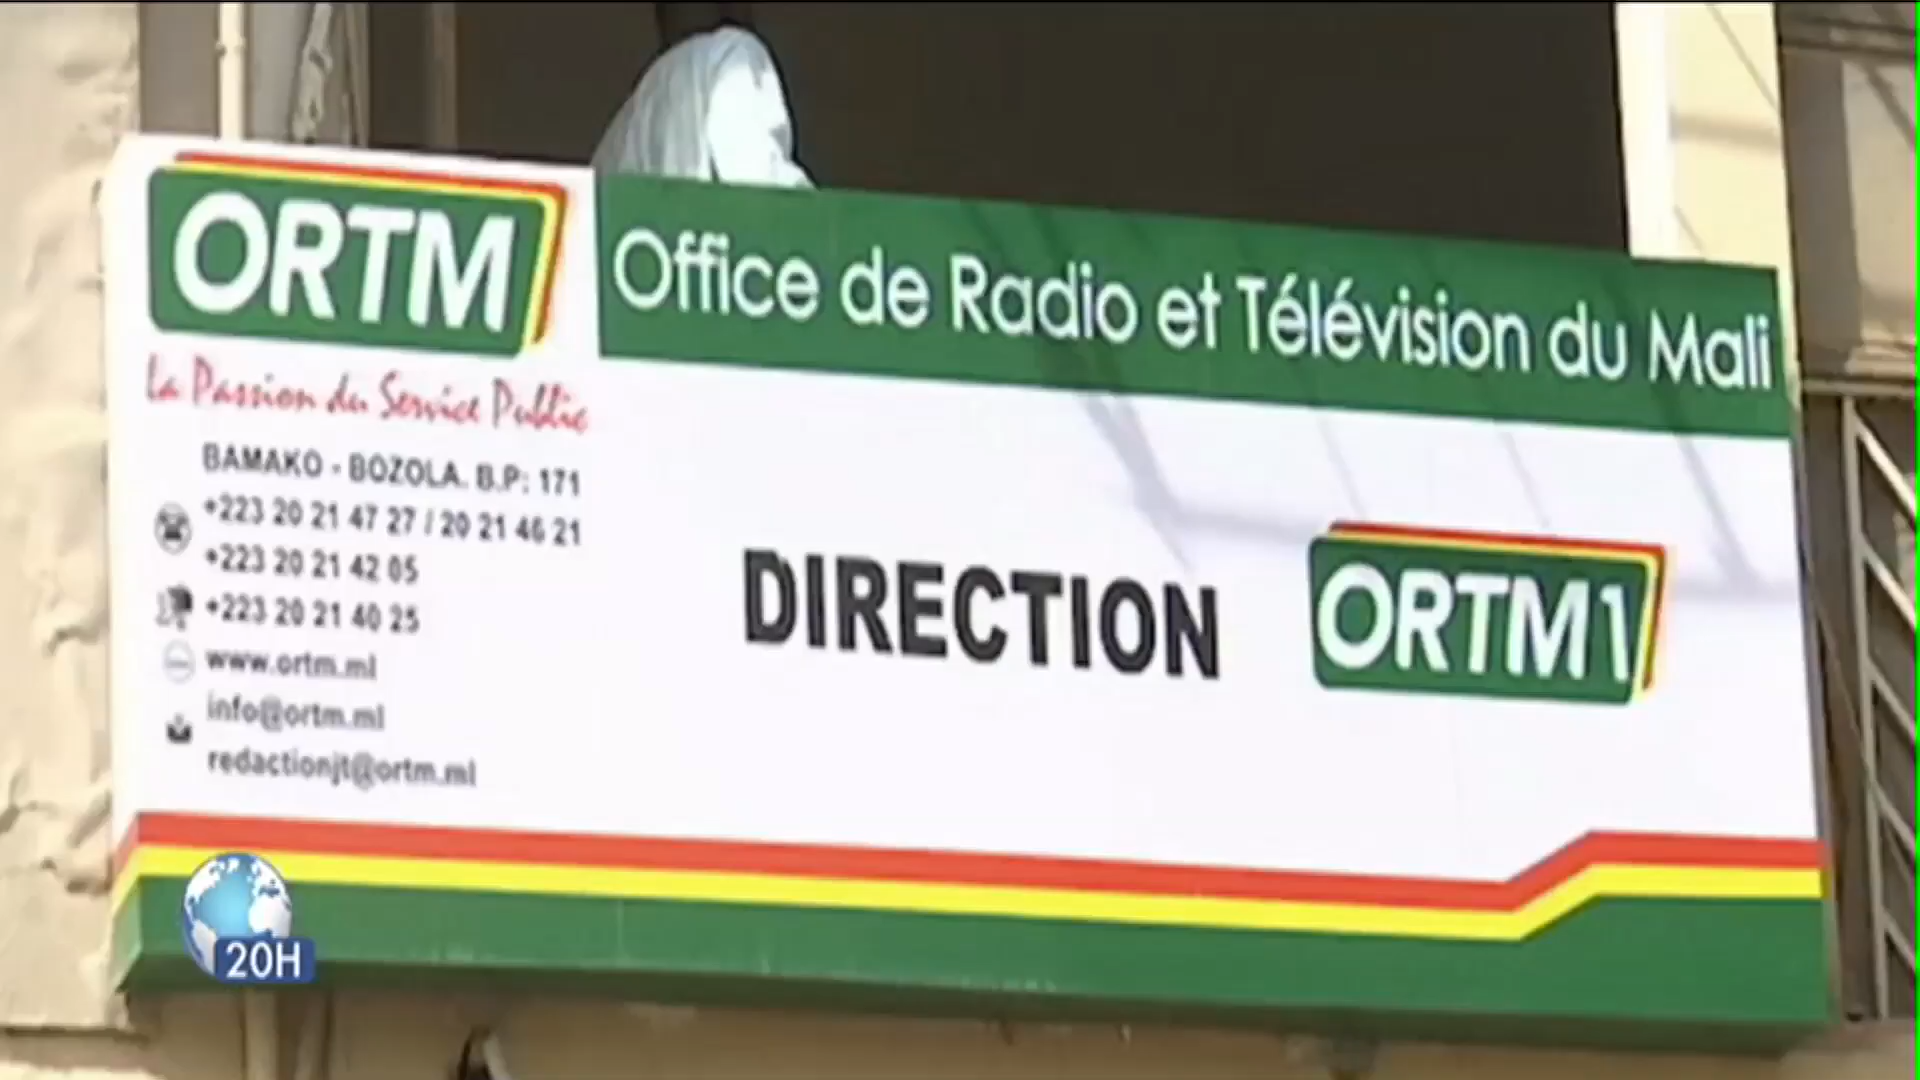 ORTM
Office de Radio et Télévision du Mali
La Passion du Service Public
BAMAKO - BOZOLA. B.P: 171
+223 20 21 47 27 / 20 21 46 21
+223 20 21 42 05
+223 20 21 40 25
www.ortm.ml
info@ortm.ml
redactionjt@ortm.ml
DIRECTION
ORTM1
20H